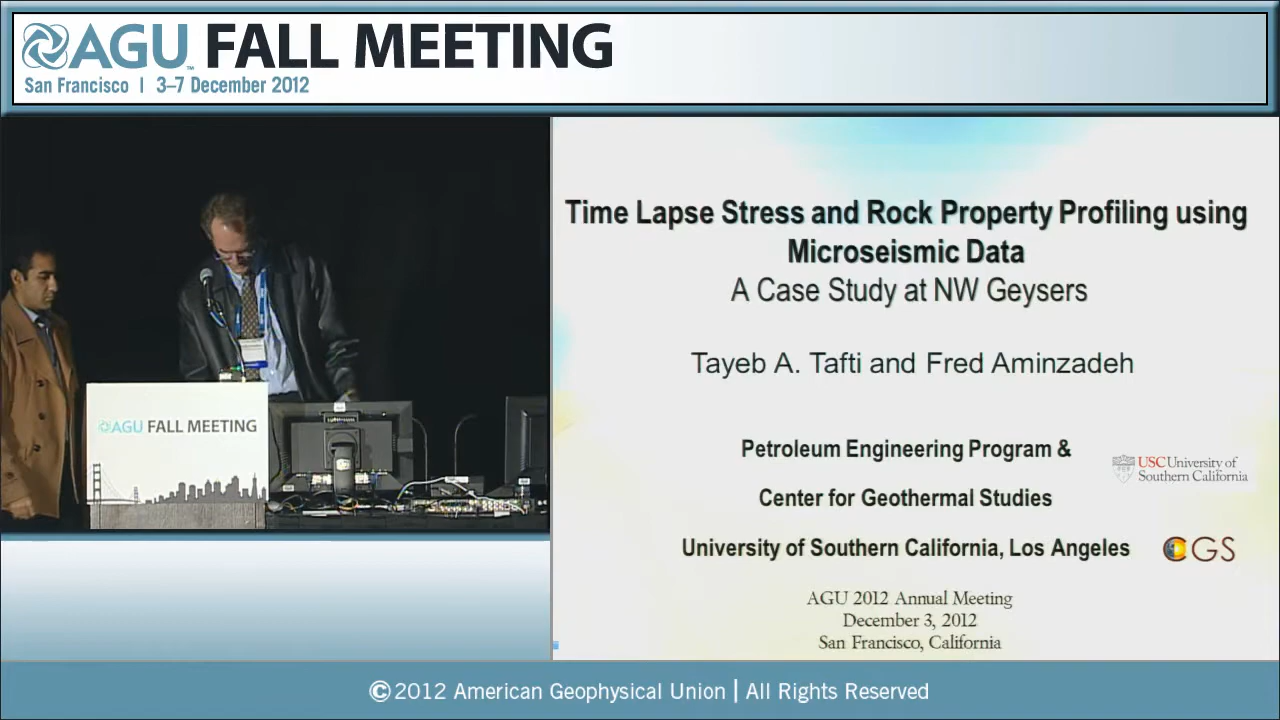 AGU™ FALL MEETING
San Francisco | 3–7 December 2012
Time Lapse Stress and Rock Property Profiling using
Microseismic Data
A Case Study at NW Geysers
Tayeb A. Tafti and Fred Aminzadeh
Petroleum Engineering Program &
USC University of
Southern California
Center for Geothermal Studies
University of Southern California, Los Angeles
CGS
AGU 2012 Annual Meeting
December 3, 2012
San Francisco, California
AGU FALL MEETING
©2012 American Geophysical Union | All Rights Reserved